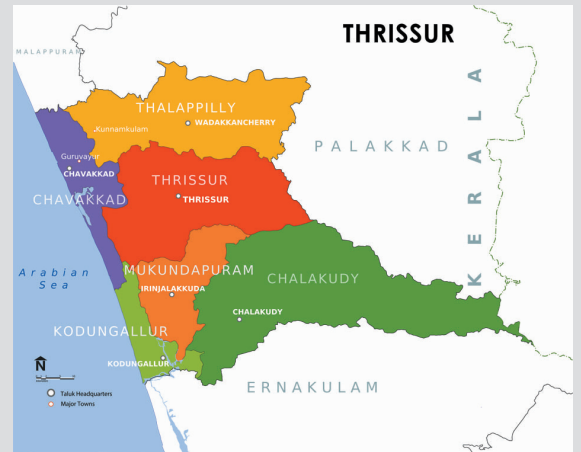 THRISSUR
MALAPPURAM
THALAPPILLY
WADAKKANCHERRY
Kunnamkulam
PALAKKAD
KERALA
Guruvayur
CHAVAKKAD
CHAVAKKAD
THRISSUR
THRISSUR
Arabian
Sea
MUKUNDAPURAM
IRINJALAKKUDA
CHALAKUDY
CHALAKUDY
KODUNGALLUR
KODUNGALLUR
ERNAKULAM
N
Taluk Headquarters
Major Towns